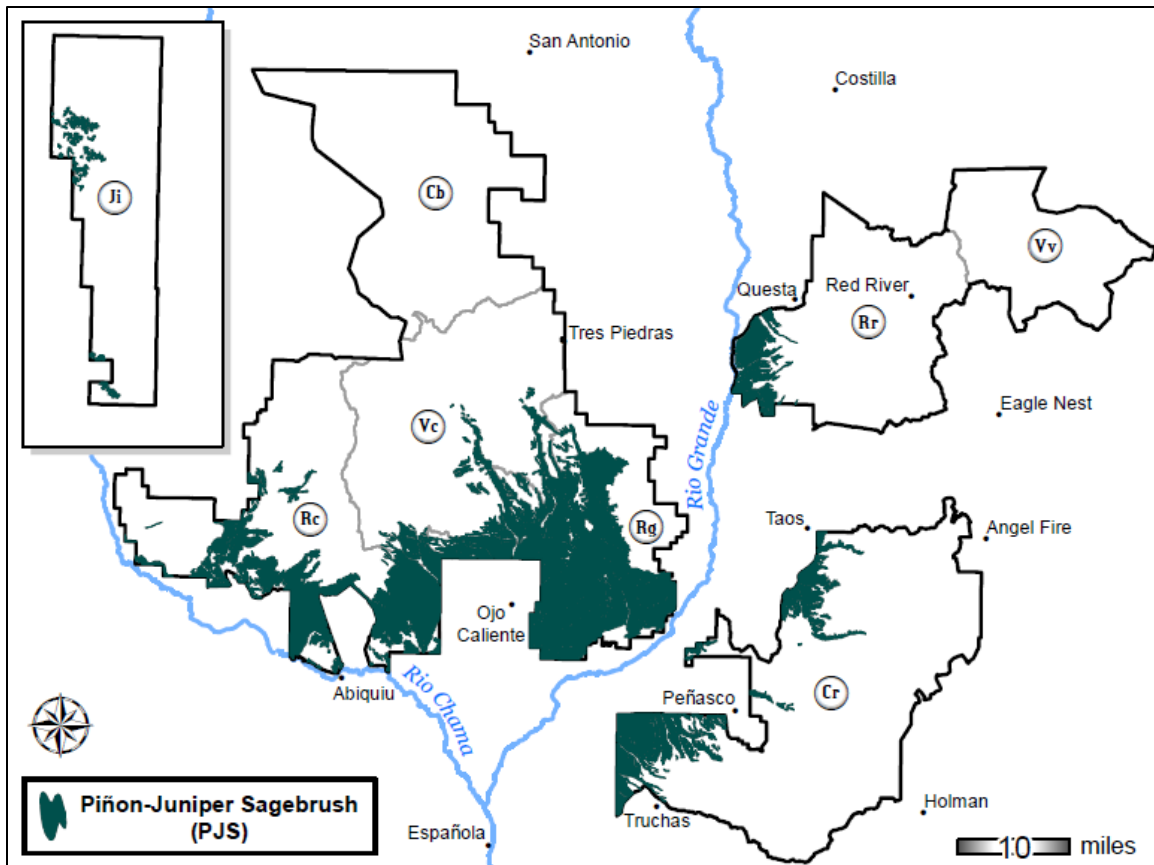 San Antonio
Costilla
Ji
Cb
Vv
Questa
Red River
Rr
Tres Piedras
Eagle Nest
Vc
Rio Grande
Rc
Rg
Taos
Angel Fire
Ojo
Caliente
Abiquiu
Rio Chama
Peñasco
Cr
Piñon-Juniper Sagebrush
(PJS)
Truchas
Holman
Española
10 miles